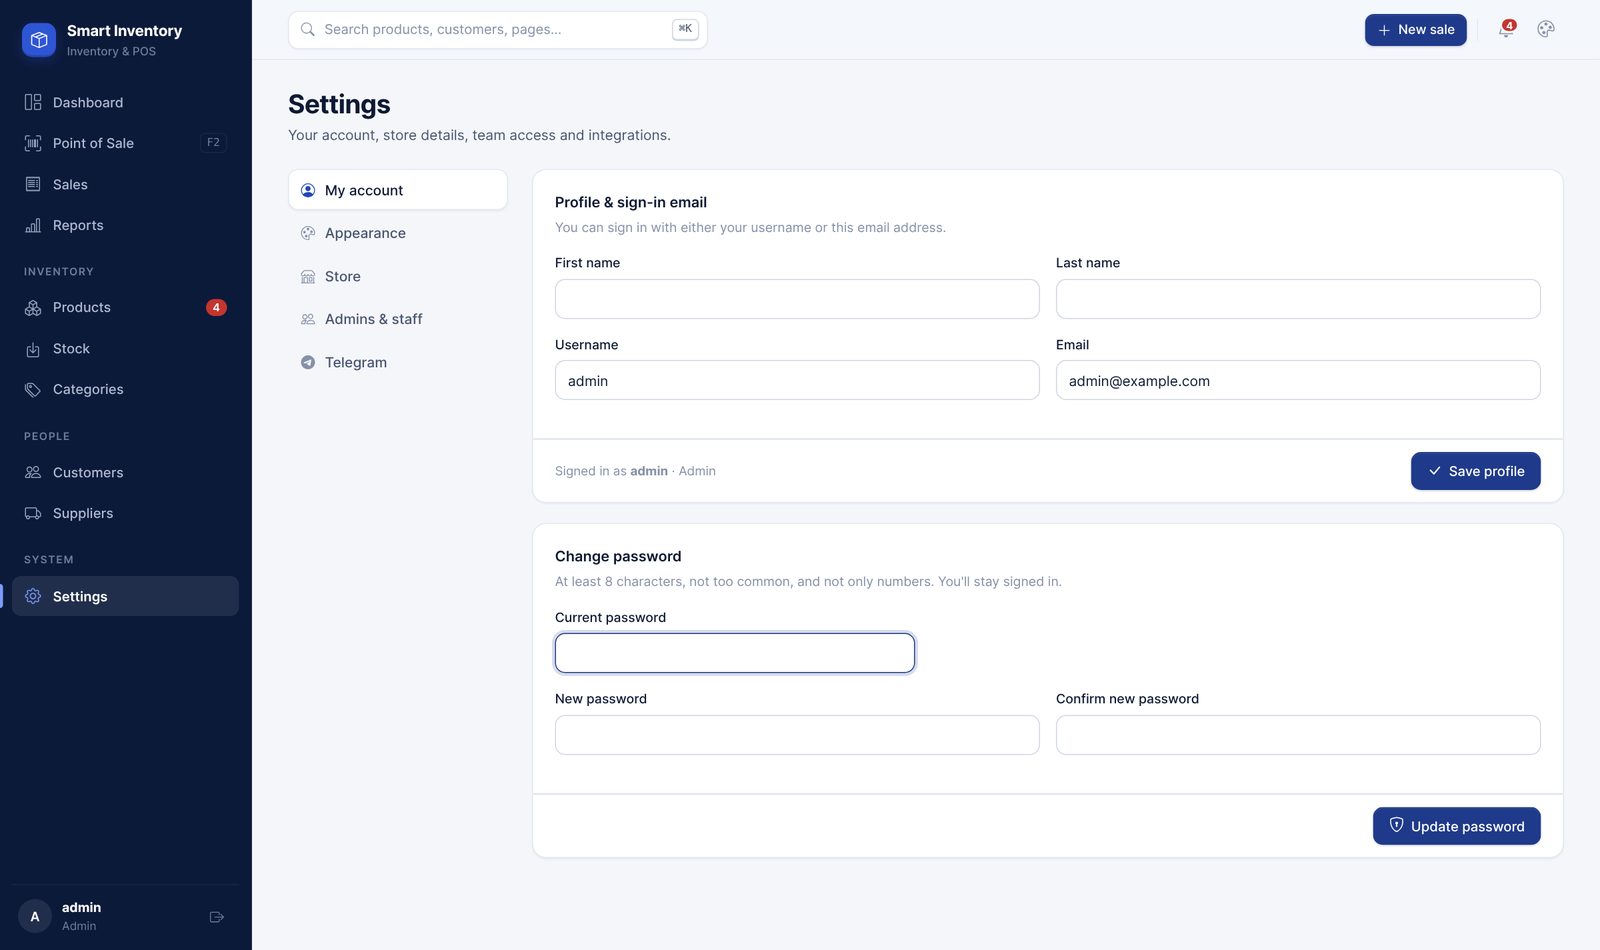 Smart Inventory
Inventory & POS
Dashboard
Point of Sale F2
Sales
Reports
INVENTORY
Products 4
Stock
Categories
PEOPLE
Customers
Suppliers
SYSTEM
Settings
A
admin
Admin
Search products, customers, pages... ⌘K
New sale
4
Settings
Your account, store details, team access and integrations.
My account
Appearance
Store
Admins & staff
Telegram
Profile & sign-in email
You can sign in with either your username or this email address.
First name Last name
Username Email
admin admin@example.com
Signed in as admin · Admin Save profile
Change password
At least 8 characters, not too common, and not only numbers. You'll stay signed in.
Current password
New password Confirm new password
Update password